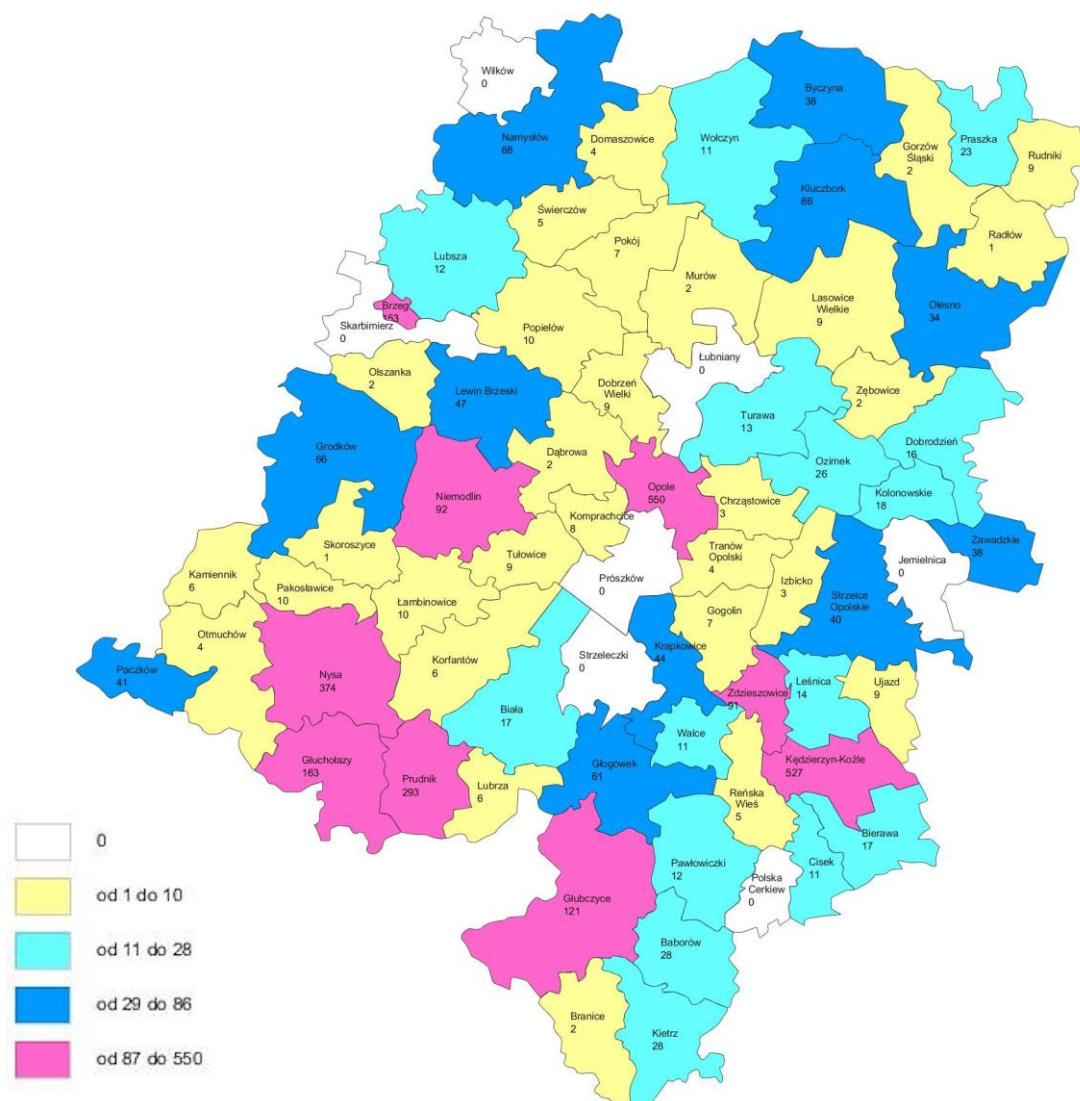 Wilków
0
Byczyna
38
Namysłów
68
Domaszowice
4
Wołczyn
11
Gorzów
Śląski
2
Praszka
23
Rudniki
9
Kluczbork
86
Świerczów
5
Pokój
7
Radłów
1
Lubsza
12
Murów
2
Lasowice
Wielkie
9
Olesno
34
Brzeg
153
Skarbimierz
0
Popielów
10
Łubniany
0
Olszanka
2
Lewin Brzeski
47
Dobrzeń
Wielki
9
Turawa
13
Zębowice
2
Grodków
66
Dąbrowa
2
Ozimek
26
Dobrodzień
16
Niemodlin
92
Opole
550
Chrząstowice
3
Kolonowskie
18
Komprachcice
8
Skoroszyce
1
Tułowice
9
Tranów
Opolski
4
Zawadzkie
38
Jemielnica
0
Kamiennik
6
Pakosławice
10
Łambinowice
10
Prószków
0
Izbicko
3
Strzelce
Opolskie
40
Otmuchów
4
Gogolin
7
Paczków
41
Nysa
374
Korfantów
6
Strzeleczki
0
Krapkowice
44
Zdzieszowice
91
Leśnica
14
Ujazd
9
Biała
17
Walce
11
Głuchołazy
163
Prudnik
293
Lubrza
6
Głogówek
61
Kędzierzyn-Koźle
527
Reńska
Wieś
5
Bierawa
17
Pawłowiczki
12
Cisek
11
Polska
Cerkiew
0
Głubczyce
121
Baborów
28
Branice
2
Kietrz
28
0
od 1 do 10
od 11 do 28
od 29 do 86
od 87 do 550